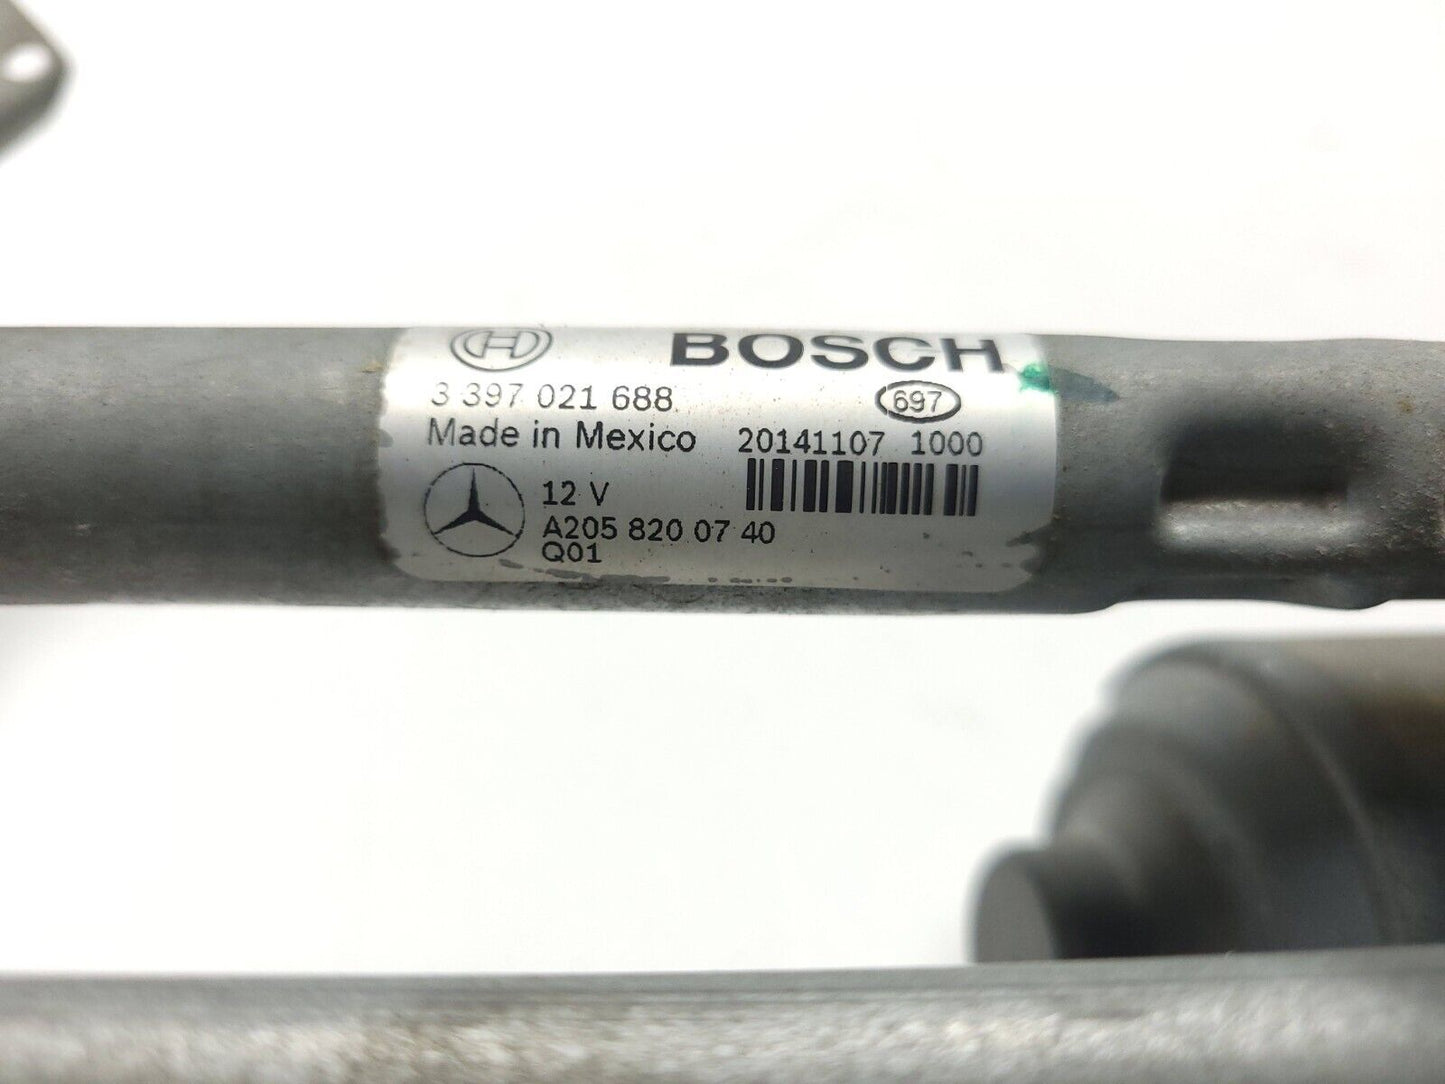 BOSCH
3 397 021 688 697
Made in Mexico 20141107 1000
12 V
A205 820 07 40
Q01